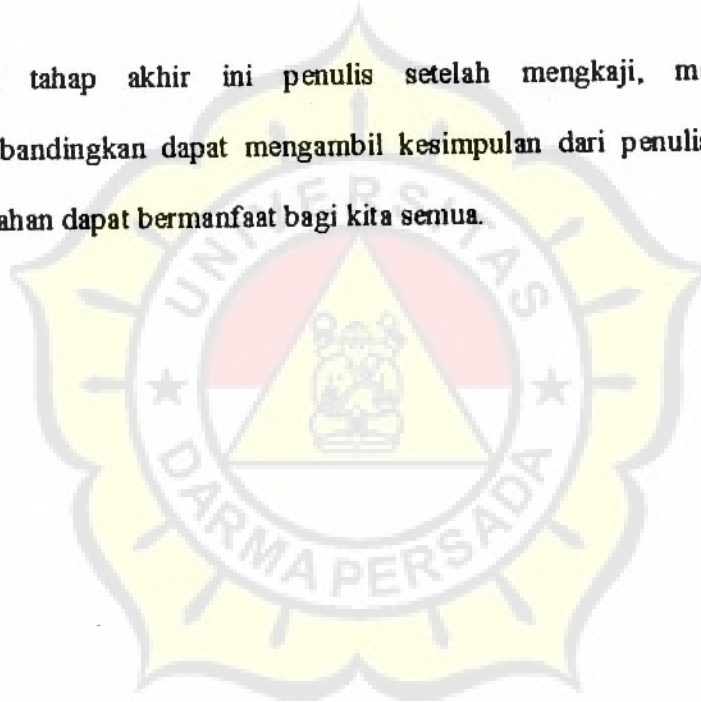 tahap akhir ini penulis setelah mengkaji, m
bandingkan dapat mengambil kesimpulan dari penulis
ahan dapat bermanfaat bagi kita semua.
UNIVERSITAS
DARMA PERSADA